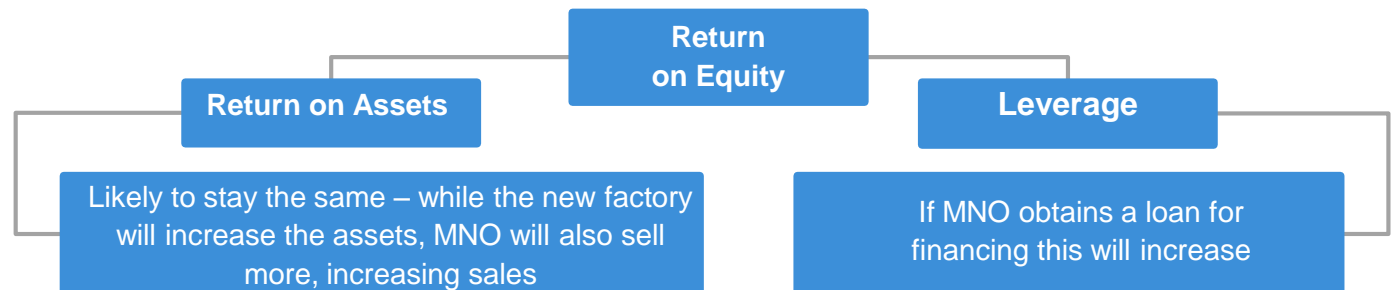 Return
on Equity
Return on Assets
Leverage
Likely to stay the same – while the new factory
will increase the assets, MNO will also sell
more, increasing sales
If MNO obtains a loan for
financing this will increase